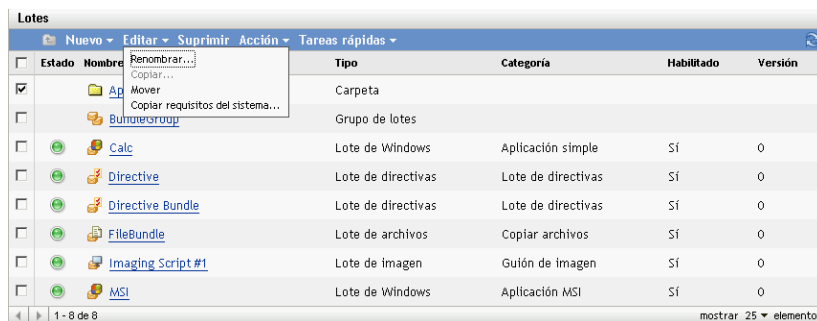 Lotes
Nuevo Editar Suprimir Acción Tareas rápidas
Estado Nombre Tipo Categoría Habilitado Versión
Renombrar...
Copiar...
Mover
Copiar requisitos del sistema...
Ap Carpeta
BundleGroup Grupo de lotes
Calc Lote de Windows Aplicación simple Sí 0
Directive Lote de directivas Lote de directivas Sí 0
Directive Bundle Lote de directivas Lote de directivas Sí 0
FileBundle Lote de archivos Copiar archivos Sí 0
Imaging Script #1 Lote de imagen Guión de imagen Sí 0
MSI Lote de Windows Aplicación MSI Sí 0
1 - 8 de 8 mostrar 25 elemento